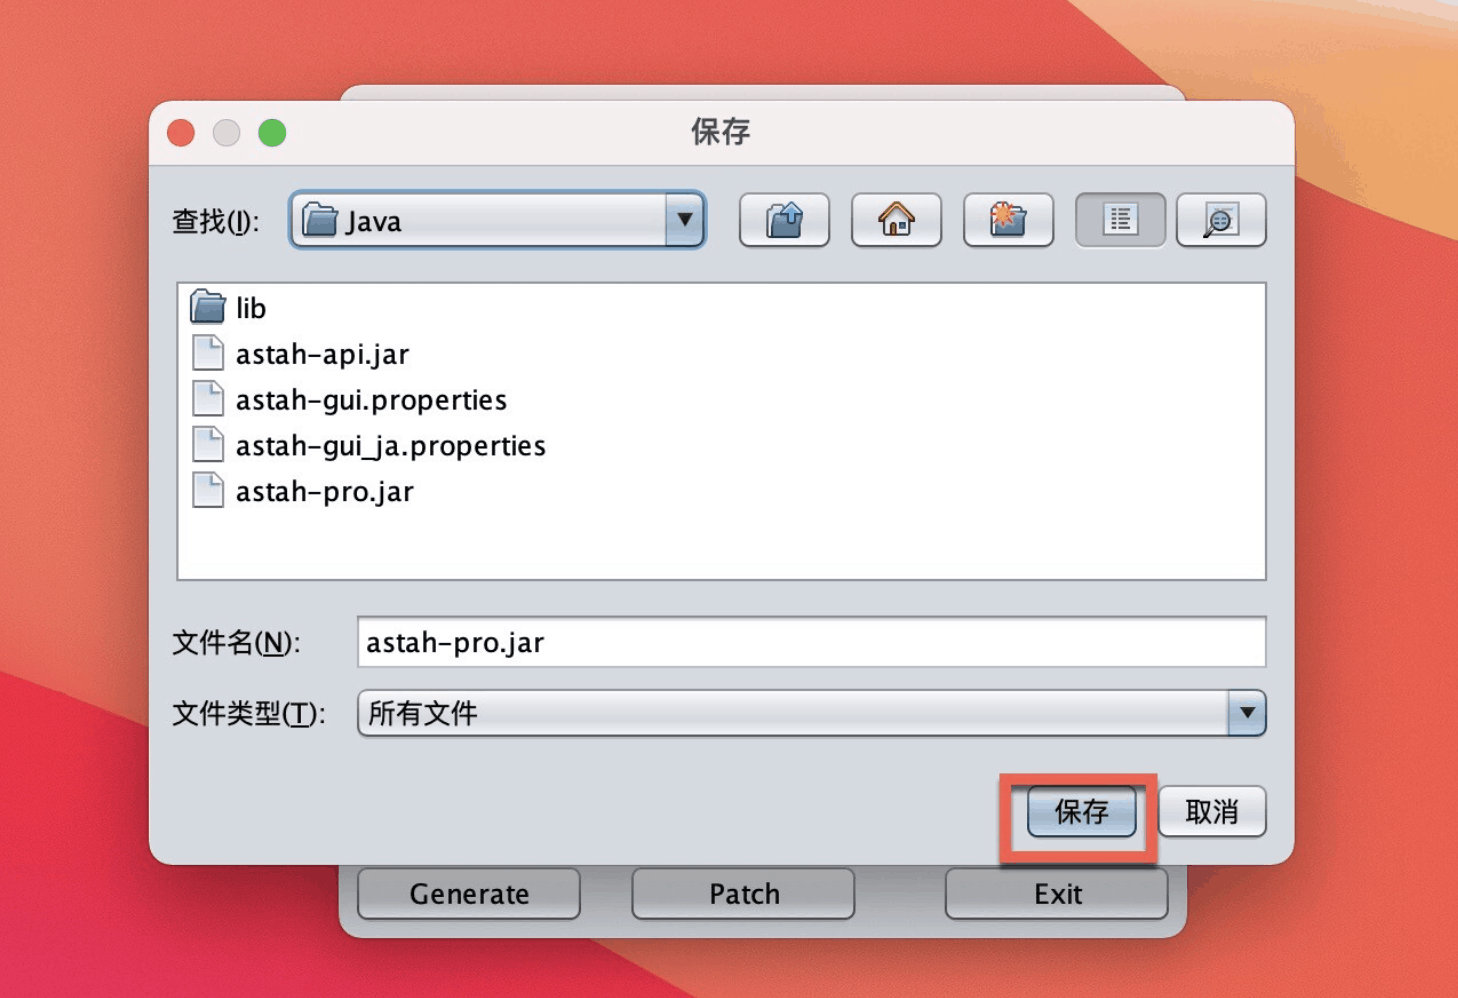 保存
查找(I): Java
lib
astah-api.jar
astah-gui.properties
astah-gui_ja.properties
astah-pro.jar
文件名(N): astah-pro.jar
文件类型(T): 所有文件
保存 取消
Generate Patch Exit